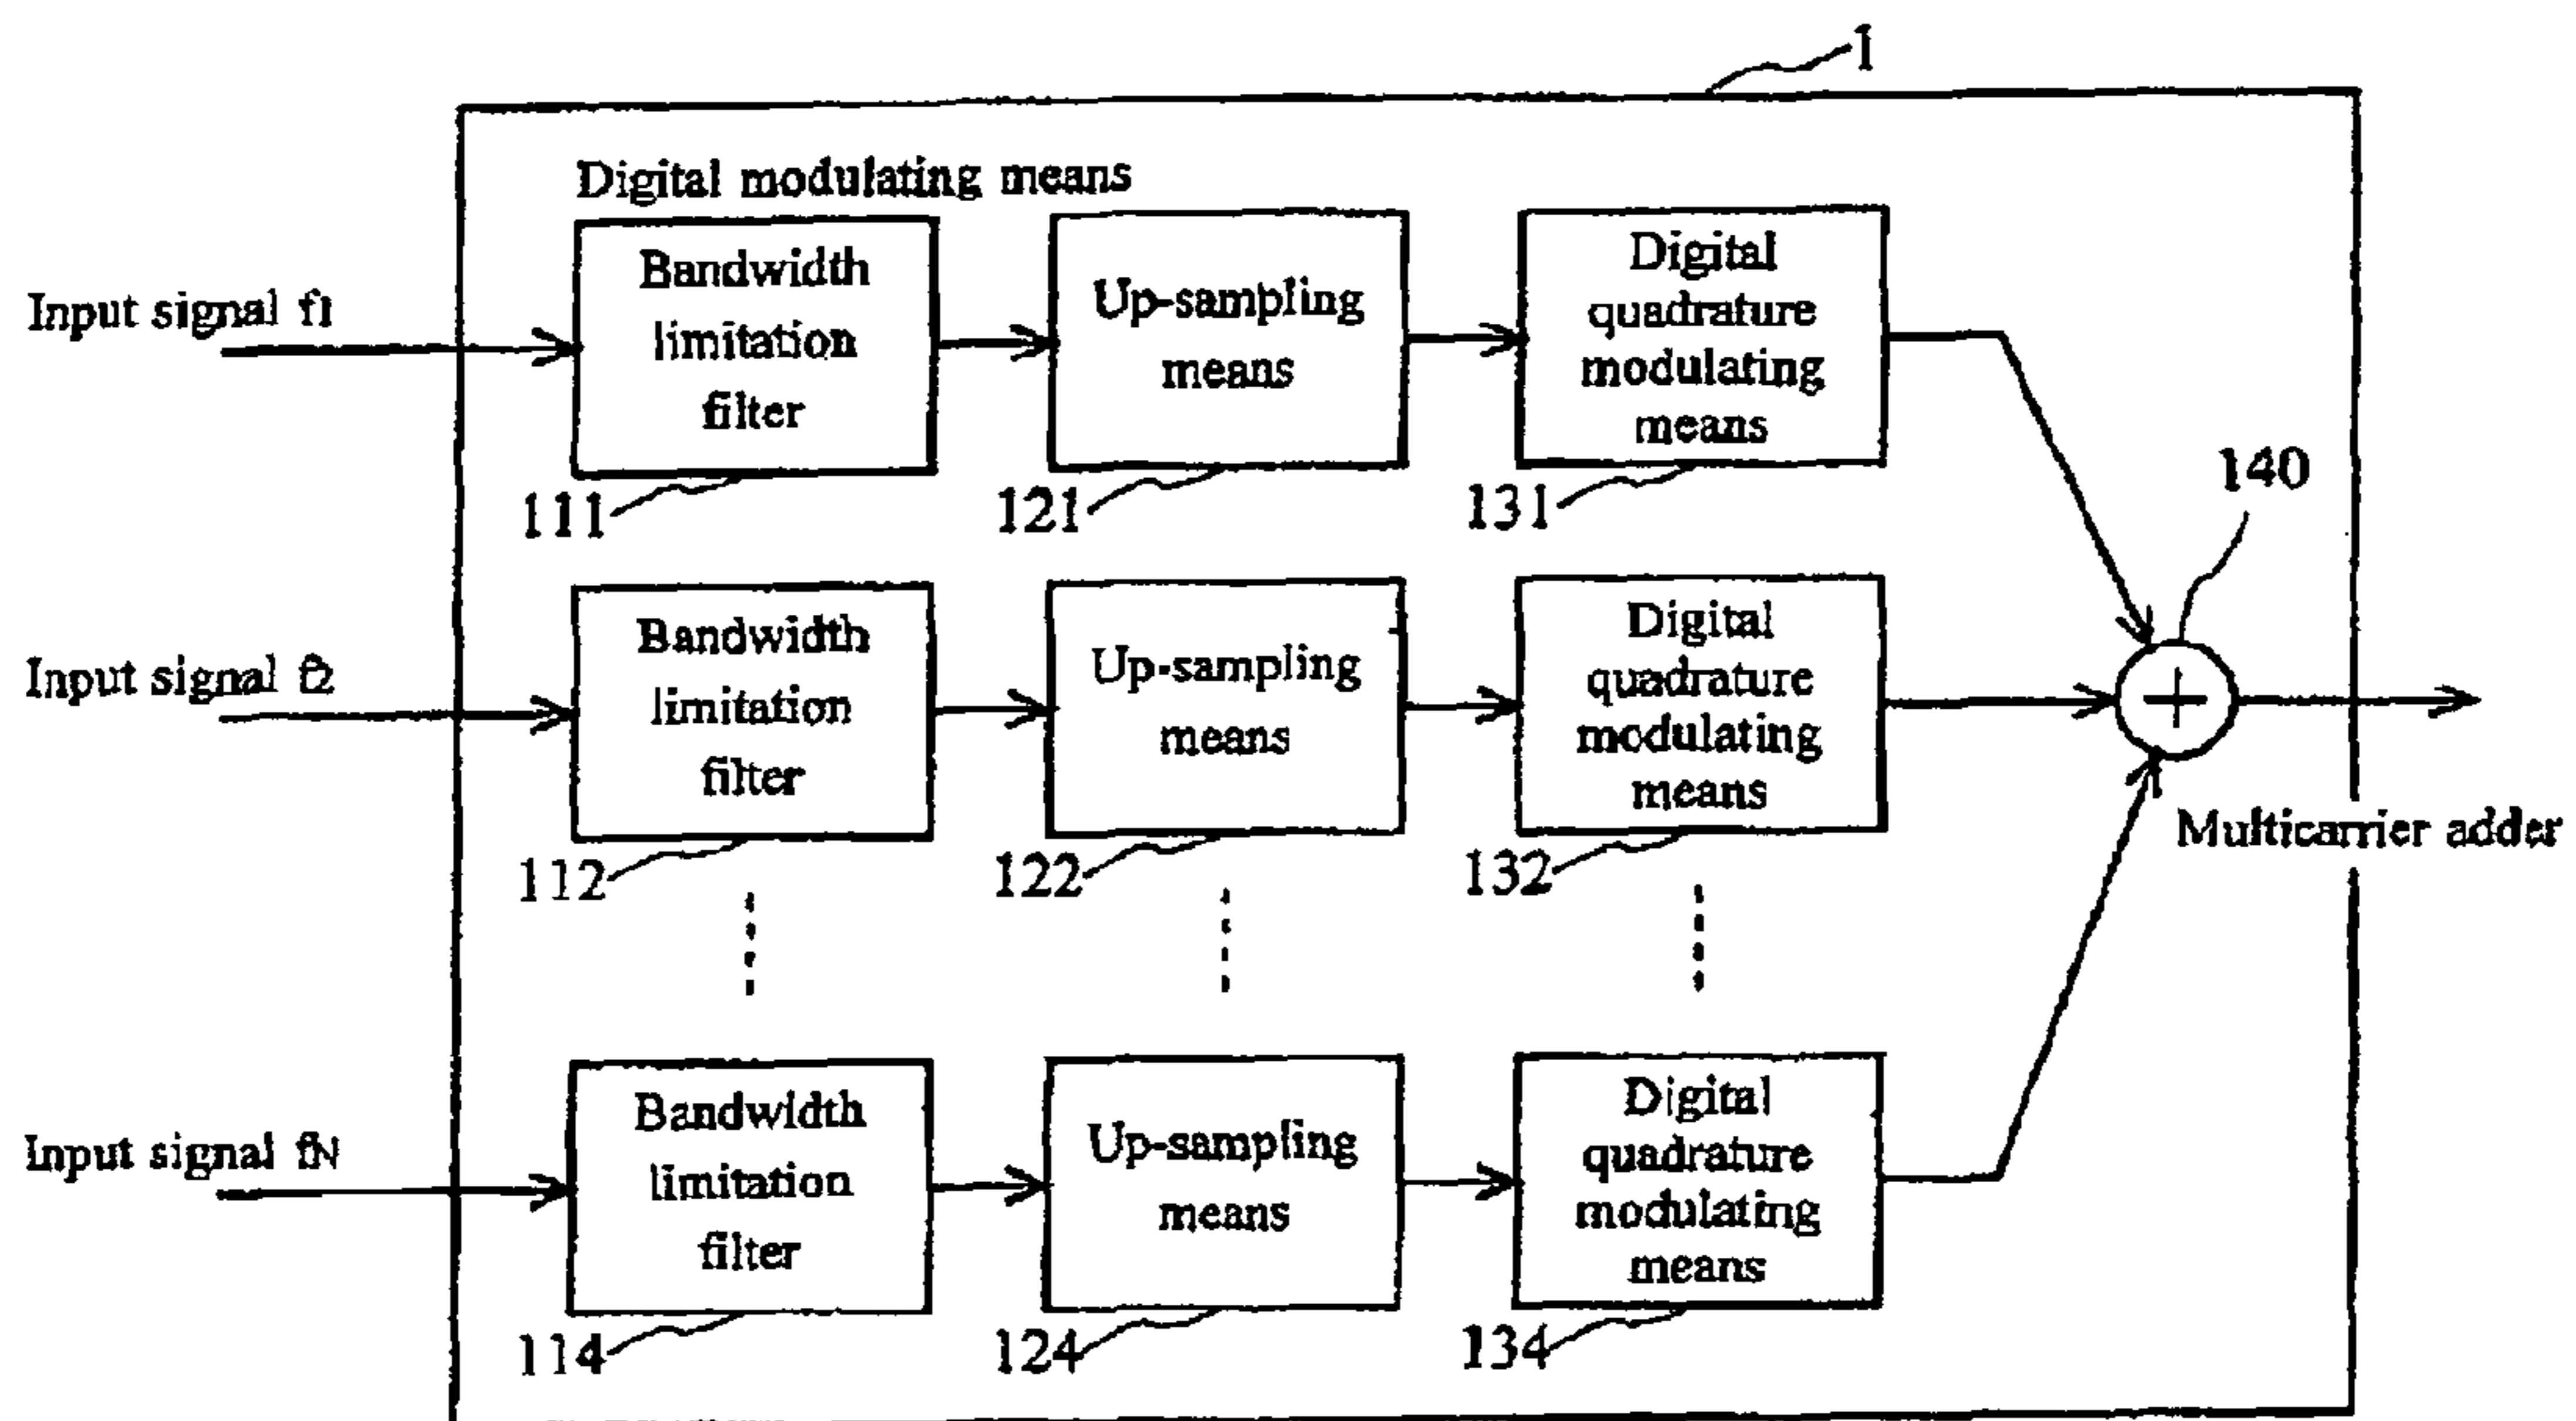 1
Digital modulating means
Input signal f1
Bandwidth
limitation
filter
Up-sampling
means
Digital
quadrature
modulating
means
111
121
131
140
Input signal f2
Bandwidth
limitation
filter
Up-sampling
means
Digital
quadrature
modulating
means
Multicarrier adder
112
122
132
Input signal fN
Bandwidth
limitation
filter
Up-sampling
means
Digital
quadrature
modulating
means
114
124
134